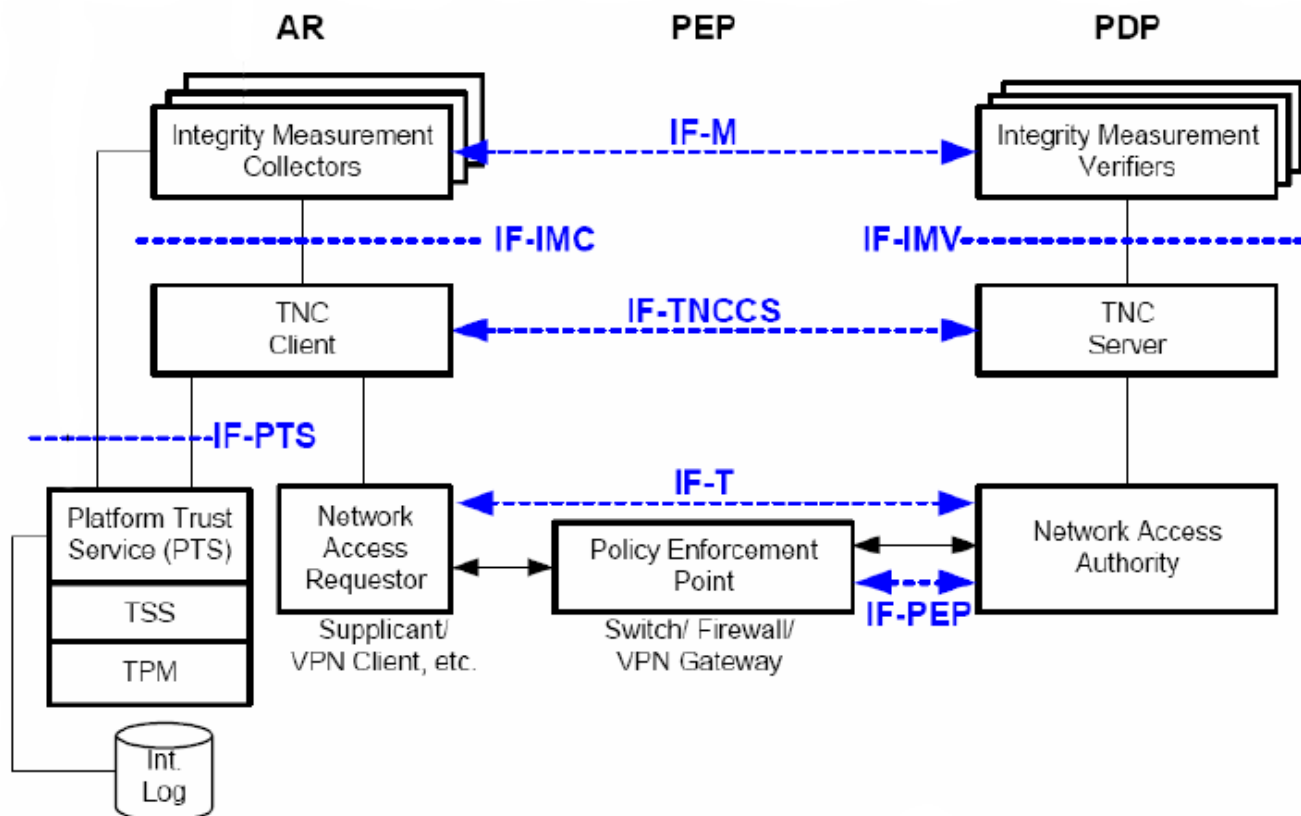 AR
PEP
PDP
Integrity Measurement
Collectors
IF-M
Integrity Measurement
Verifiers
IF-IMC
IF-IMV
TNC
Client
IF-TNCCS
TNC
Server
IF-PTS
IF-T
Platform Trust
Service (PTS)
TSS
TPM
Network
Access
Requestor
Policy Enforcement
Point
Network Access
Authority
IF-PEP
Supplicant/
VPN Client, etc.
Switch/ Firewall/
VPN Gateway
Int.
Log